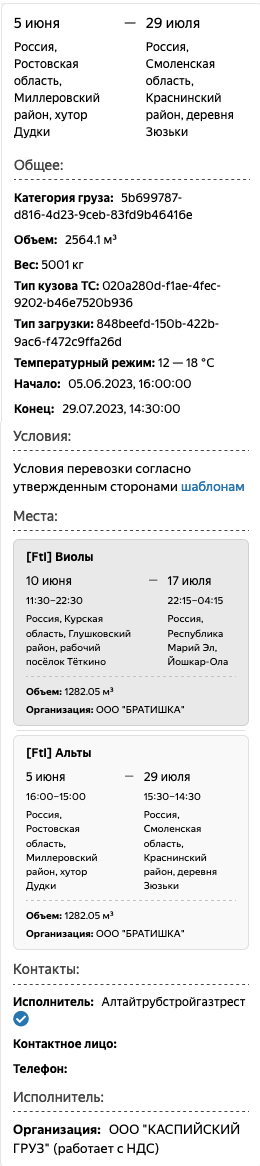 5 июня — 29 июля
Россия, Ростовская область, Миллеровский район, хутор Дудки
Россия, Смоленская область, Краснинский район, деревня Зюзьки
Общее:
Категория груза: 5b699787-
d816-4d23-9ceb-83fd9b46416e
Объем: 2564.1 м³
Вес: 5001 кг
Тип кузова ТС: 020a280d-f1ae-4fec-
9202-b46e7520b936
Тип загрузки: 848beefd-150b-422b-
9ac6-f472c9ffa26d
Температурный режим: 12 — 18 °C
Начало: 05.06.2023, 16:00:00
Конец: 29.07.2023, 14:30:00
Условия:
Условия перевозки согласно
утвержденным сторонами шаблонам
Места:
[Ftl] Виолы
10 июня — 17 июля
11:30–22:30 22:15–04:15
Россия, Курская область, Глушковский район, рабочий посёлок Тёткино
Россия, Республика Марий Эл, Йошкар-Ола
Объем: 1282.05 м³
Организация: ООО "БРАТИШКА"
[Ftl] Альты
5 июня — 29 июля
16:00–15:00 15:30–14:30
Россия, Ростовская область, Миллеровский район, хутор Дудки
Россия, Смоленская область, Краснинский район, деревня Зюзьки
Объем: 1282.05 м³
Организация: ООО "БРАТИШКА"
Контакты:
Исполнитель: Алтайтрубстройгазтрест
Контактное лицо:
Телефон:
Исполнитель:
Организация: ООО "КАСПИЙСКИЙ
ГРУЗ" (работает с НДС)